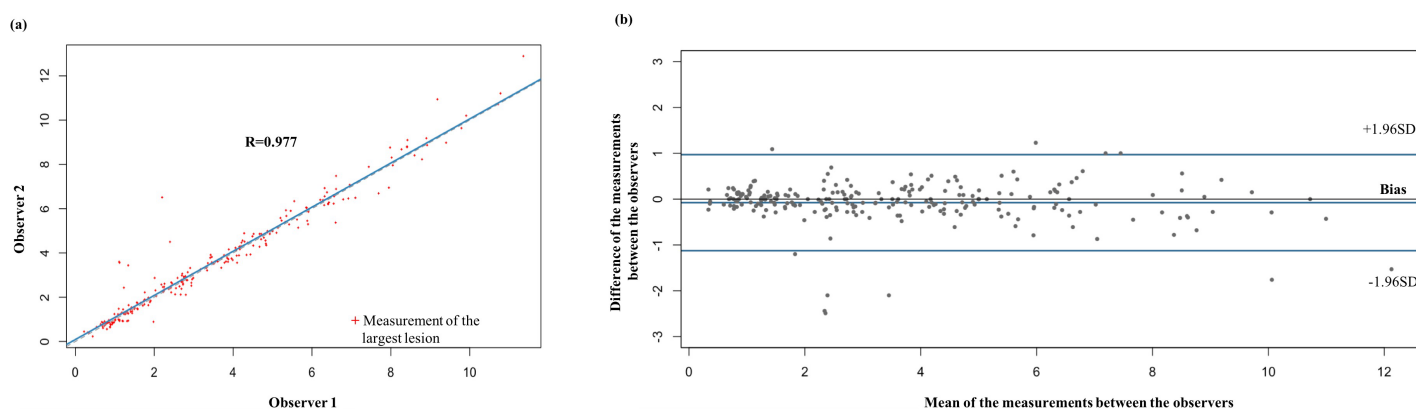 (a)
12
10
8
6
4
2
0
Observer 2
R=0.977
+ Measurement of the
largest lesion
0 2 4 6 8 10
Observer 1
(b)
3
2
1
0
-1
-2
-3
Difference of the measurements
between the observers
+1.96SD
Bias
-1.96SD
0 2 4 6 8 10 12
Mean of the measurements between the observers